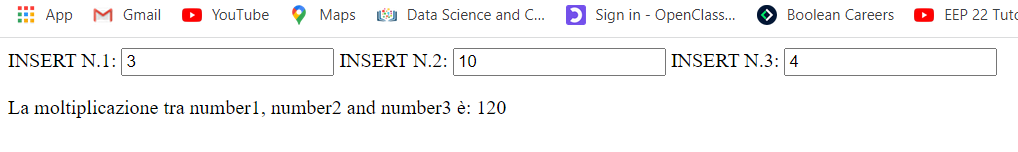 App Gmail YouTube Maps Data Science and C... Sign in - OpenClass... Boolean Careers EEP 22 Tuto
INSERT N.1: 3 INSERT N.2: 10 INSERT N.3: 4
La moltiplicazione tra number1, number2 and number3 è: 120